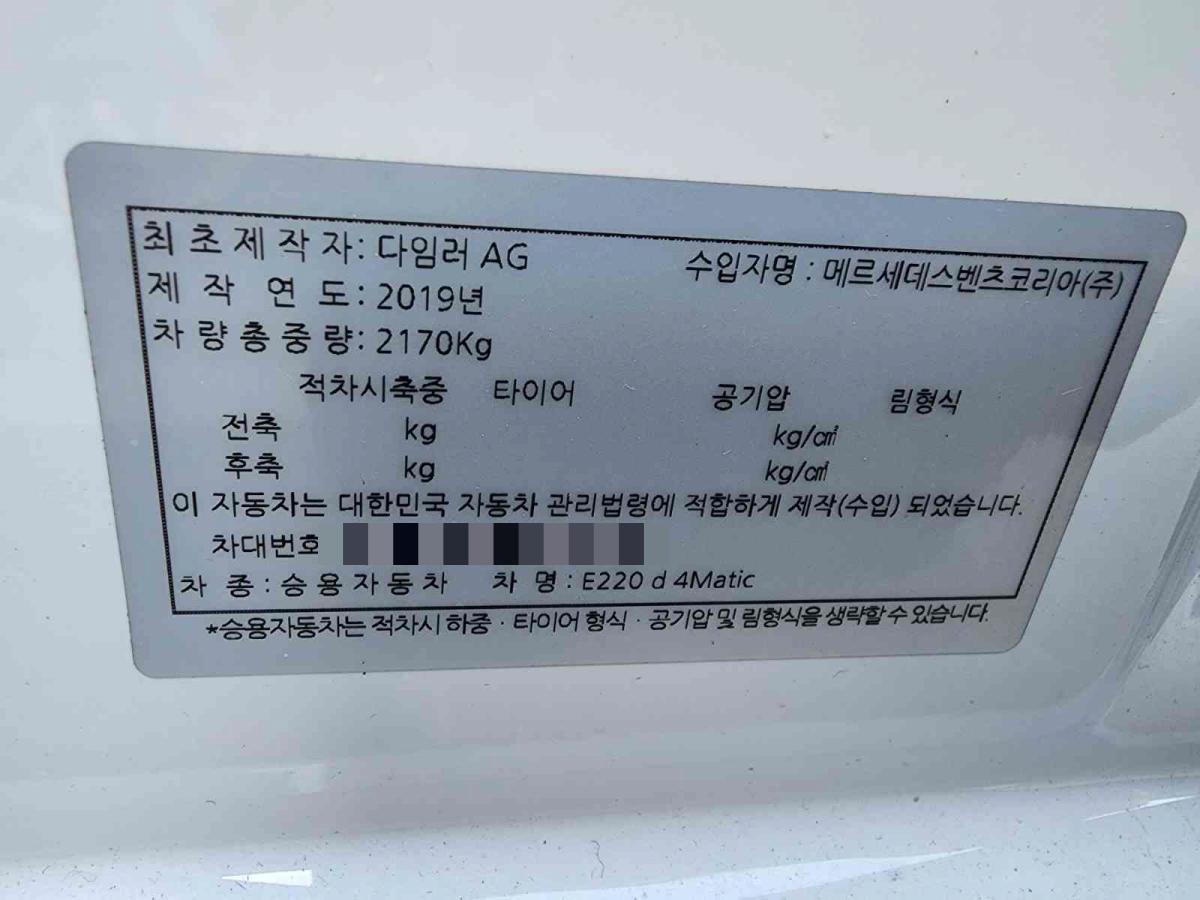 최초제작자: 다임러 AG 수입자명 : 메르세데스벤츠코리아(주)
제작연도: 2019년
차량총중량: 2170Kg
적차시축중 타이어 공기압 림형식
전축 kg kg/㎠
후축 kg kg/㎠
이 자동차는 대한민국 자동차 관리법령에 적합하게 제작(수입) 되었습니다.
차대번호
차 종 : 승용자동차 차 명 : E220 d 4Matic
*승용자동차는 적차시 하중 · 타이어 형식 · 공기압 및 림형식을 생략할 수 있습니다.